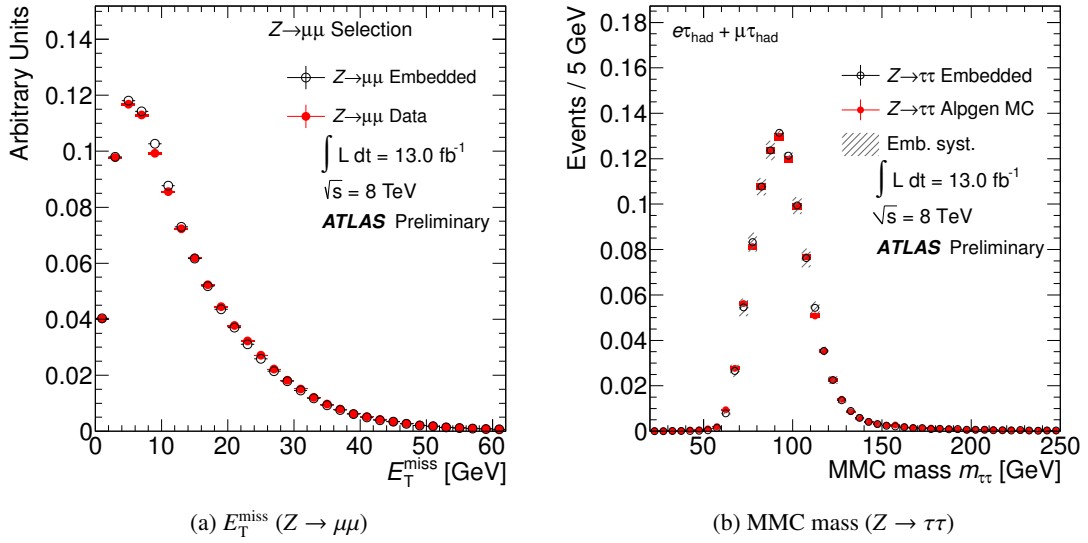 Arbitrary Units
0.14
0.12
0.1
0.08
0.06
0.04
0.02
0
0 10 20 30 40 50 60
E_T^miss [GeV]
Z→μμ Selection
Z→μμ Embedded
Z→μμ Data
∫ L dt = 13.0 fb⁻¹
√s = 8 TeV
ATLAS Preliminary
(a) E_T^miss (Z → μμ)
Events / 5 GeV
0.18
0.16
0.14
0.12
0.1
0.08
0.06
0.04
0.02
0
50 100 150 200 250
MMC mass m_ττ [GeV]
eτ_had + μτ_had
Z→ττ Embedded
Z→ττ Alpgen MC
Emb. syst.
∫ L dt = 13.0 fb⁻¹
√s = 8 TeV
ATLAS Preliminary
(b) MMC mass (Z → ττ)